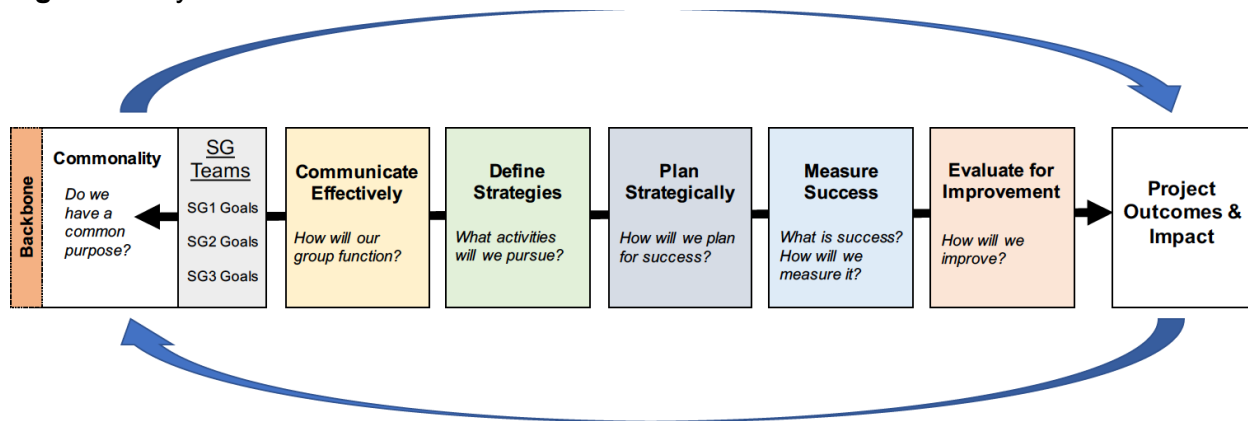 Backbone
Commonality
Do we
have a
common
purpose?
SG
Teams
SG1 Goals
SG2 Goals
SG3 Goals
Communicate
Effectively
How will our
group function?
Define
Strategies
What activities
will we pursue?
Plan
Strategically
How will we plan
for success?
Measure
Success
What is success?
How will we
measure it?
Evaluate for
Improvement
How will we
improve?
Project
Outcomes &
Impact